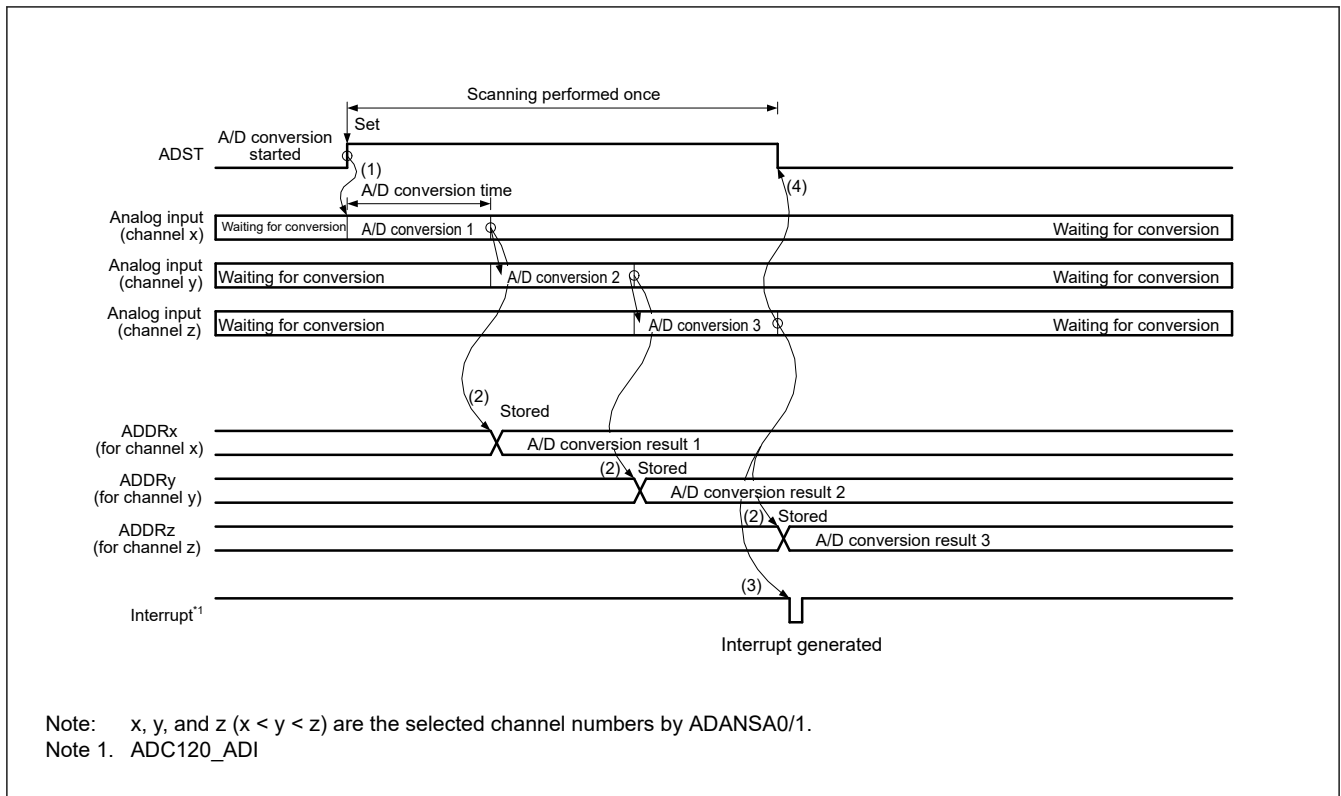 Scanning performed once
Set
A/D conversion
started
ADST
(1)
A/D conversion time
(4)
Analog input
(channel x)
Waiting for conversion
A/D conversion 1
Waiting for conversion
Analog input
(channel y)
Waiting for conversion
A/D conversion 2
Waiting for conversion
Analog input
(channel z)
Waiting for conversion
A/D conversion 3
Waiting for conversion
(2)
Stored
ADDRx
(for channel x)
A/D conversion result 1
(2)
Stored
ADDRy
(for channel y)
A/D conversion result 2
(2)
Stored
ADDRz
(for channel z)
A/D conversion result 3
(3)
Interrupt*1
Interrupt generated
Note: x, y, and z (x < y < z) are the selected channel numbers by ADANSA0/1.
Note 1. ADC120_ADI